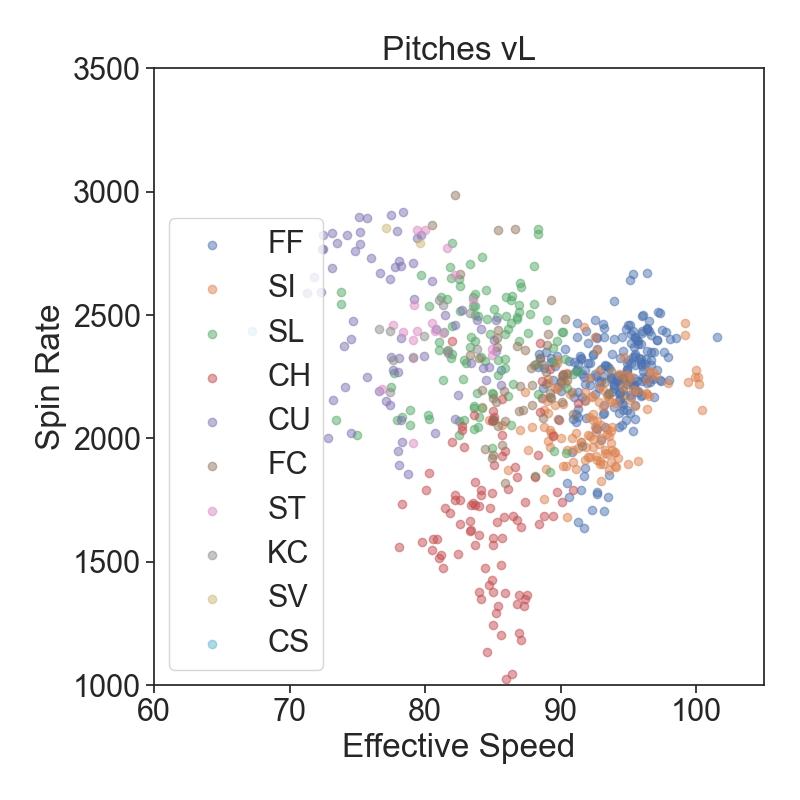 Pitches vL
3500
3000
2500
2000
1500
1000
Spin Rate
FF
SI
SL
CH
CU
FC
ST
KC
SV
CS
60 70 80 90 100
Effective Speed